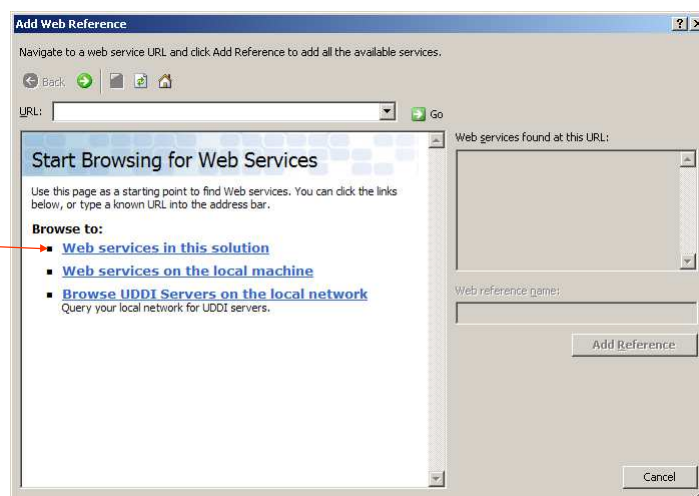 Add Web Reference
Navigate to a web service URL and click Add Reference to add all the available services.
Back
URL:
Go
Start Browsing for Web Services
Use this page as a starting point to find Web services. You can click the links
below, or type a known URL into the address bar.
Browse to:
Web services in this solution
Web services on the local machine
Browse UDDI Servers on the local network
Query your local network for UDDI servers.
Web services found at this URL:
Web reference name:
Add Reference
Cancel